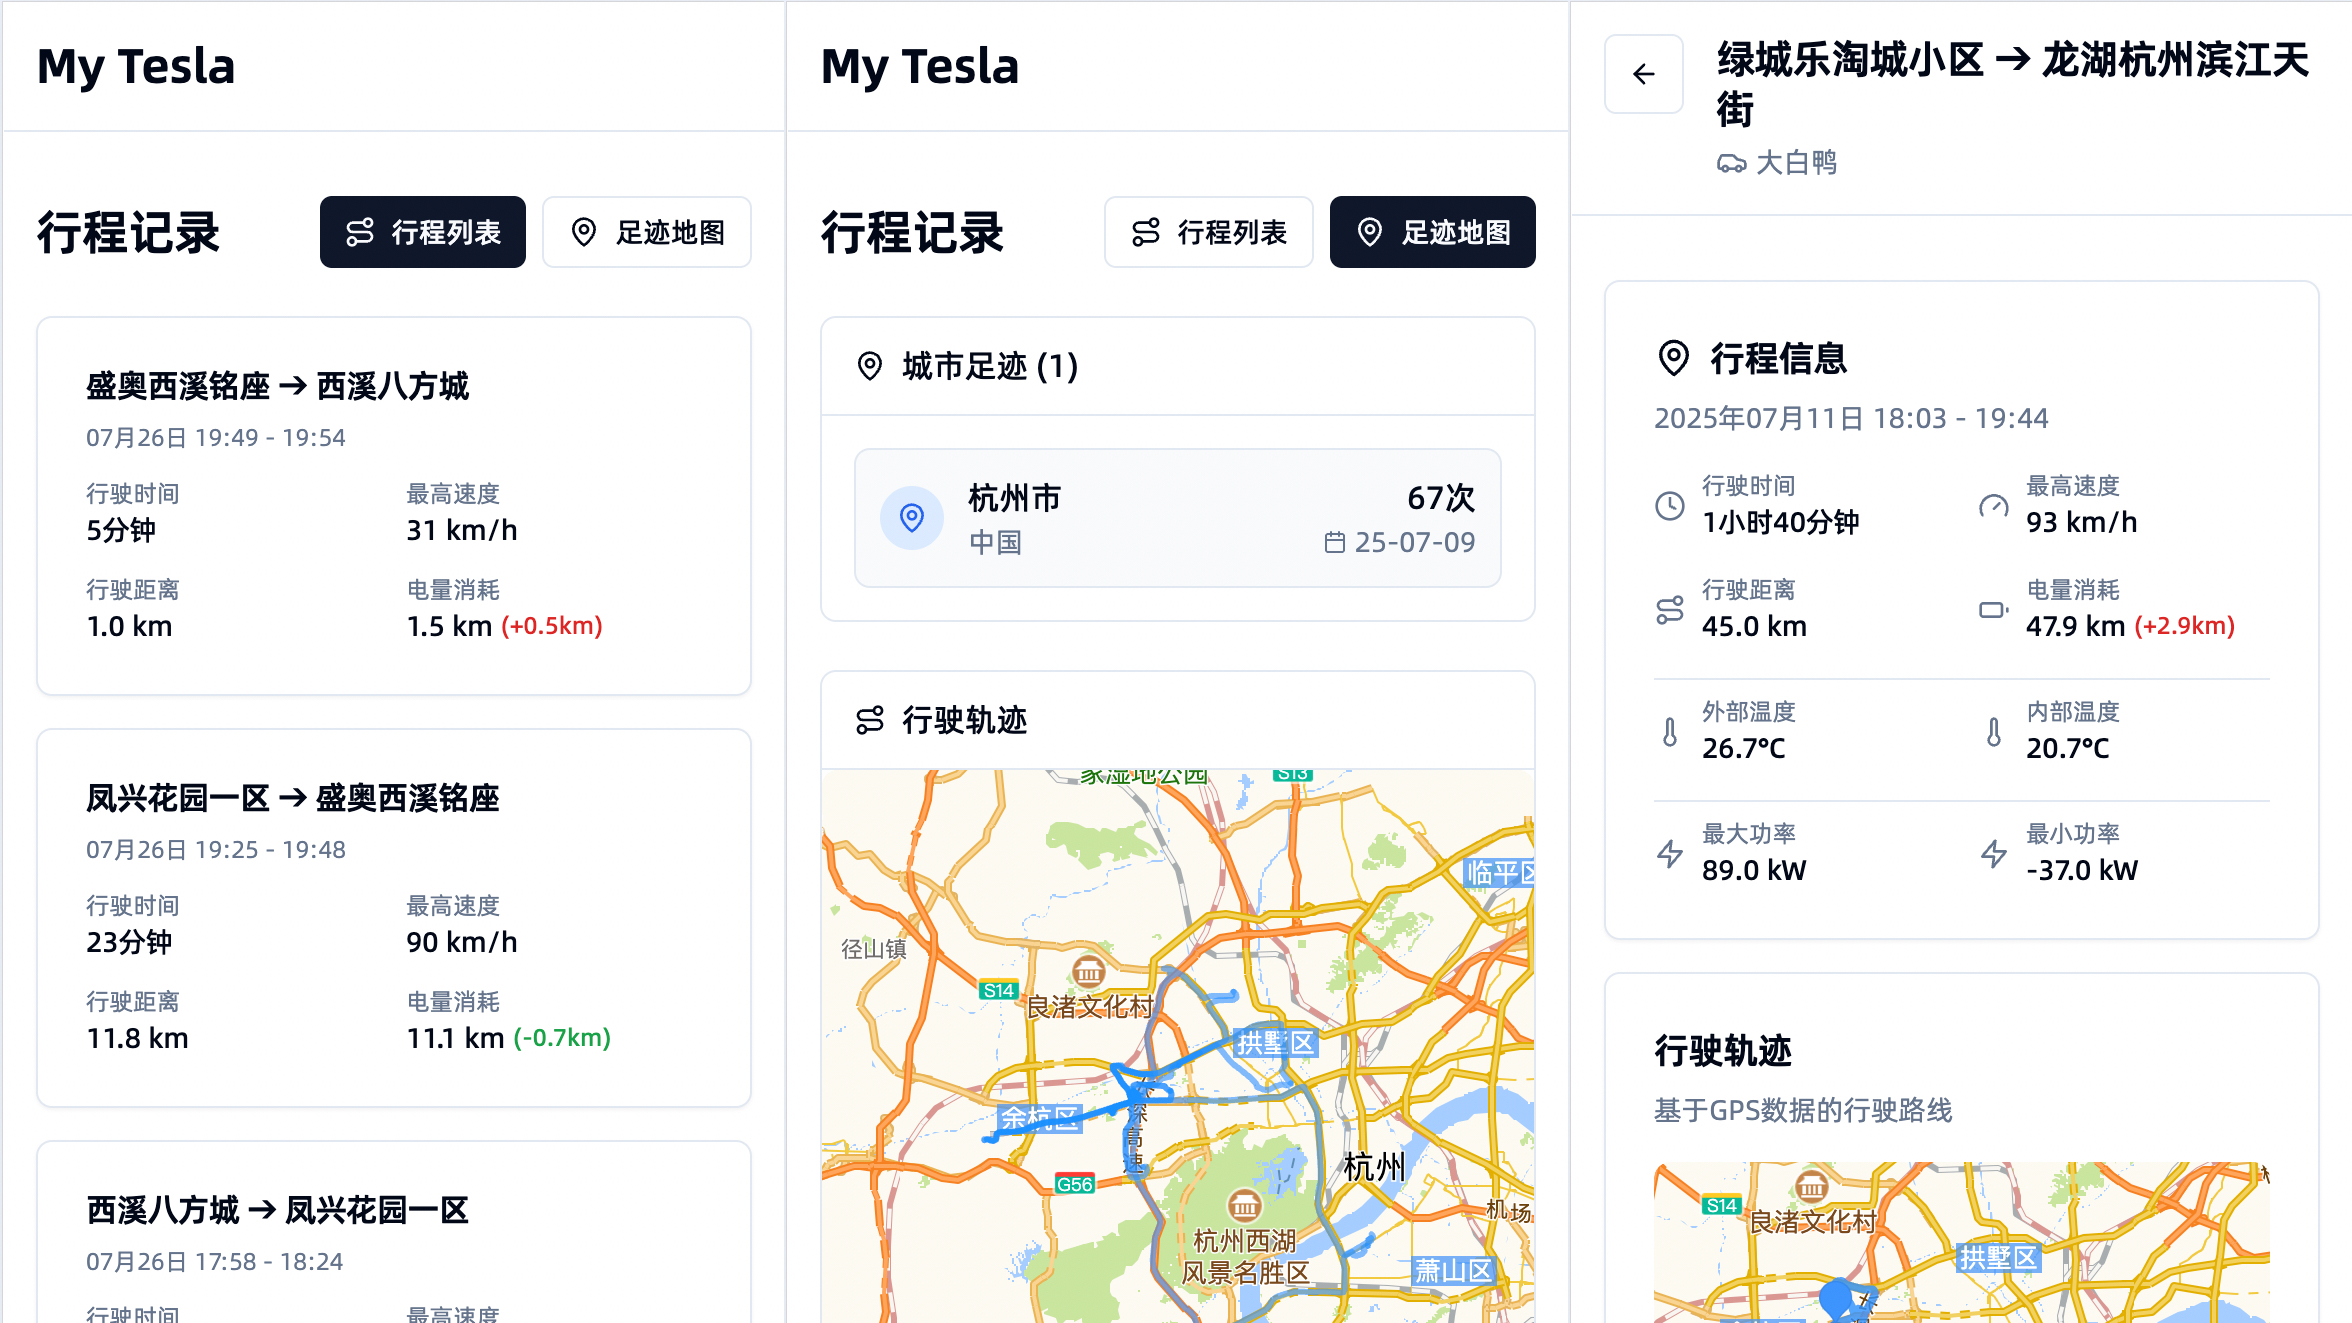 My Tesla
行程记录
行程列表
足迹地图
盛奥西溪铭座 → 西溪八方城
07月26日 19:49 - 19:54
行驶时间
最高速度
5分钟
31 km/h
行驶距离
电量消耗
1.0 km
1.5 km (+0.5km)
凤兴花园一区 → 盛奥西溪铭座
07月26日 19:25 - 19:48
行驶时间
最高速度
23分钟
90 km/h
行驶距离
电量消耗
11.8 km
11.1 km (-0.7km)
西溪八方城 → 凤兴花园一区
07月26日 17:58 - 18:24
行驶时间
最高速度
My Tesla
行程记录
行程列表
足迹地图
城市足迹 (1)
杭州市
67次
中国
25-07-09
行驶轨迹
家湿地公园
S13
临平区
径山镇
S14
良渚文化村
拱墅区
余杭区
深高速
G56
杭州
机场
杭州西湖
风景名胜区
萧山区
绿城乐淘城小区 → 龙湖杭州滨江天
街
大白鸭
行程信息
2025年07月11日 18:03 - 19:44
行驶时间
最高速度
1小时40分钟
93 km/h
行驶距离
电量消耗
45.0 km
47.9 km (+2.9km)
外部温度
内部温度
26.7°C
20.7°C
最大功率
最小功率
89.0 kW
-37.0 kW
行驶轨迹
基于GPS数据的行驶路线
S14
良渚文化村
拱墅区